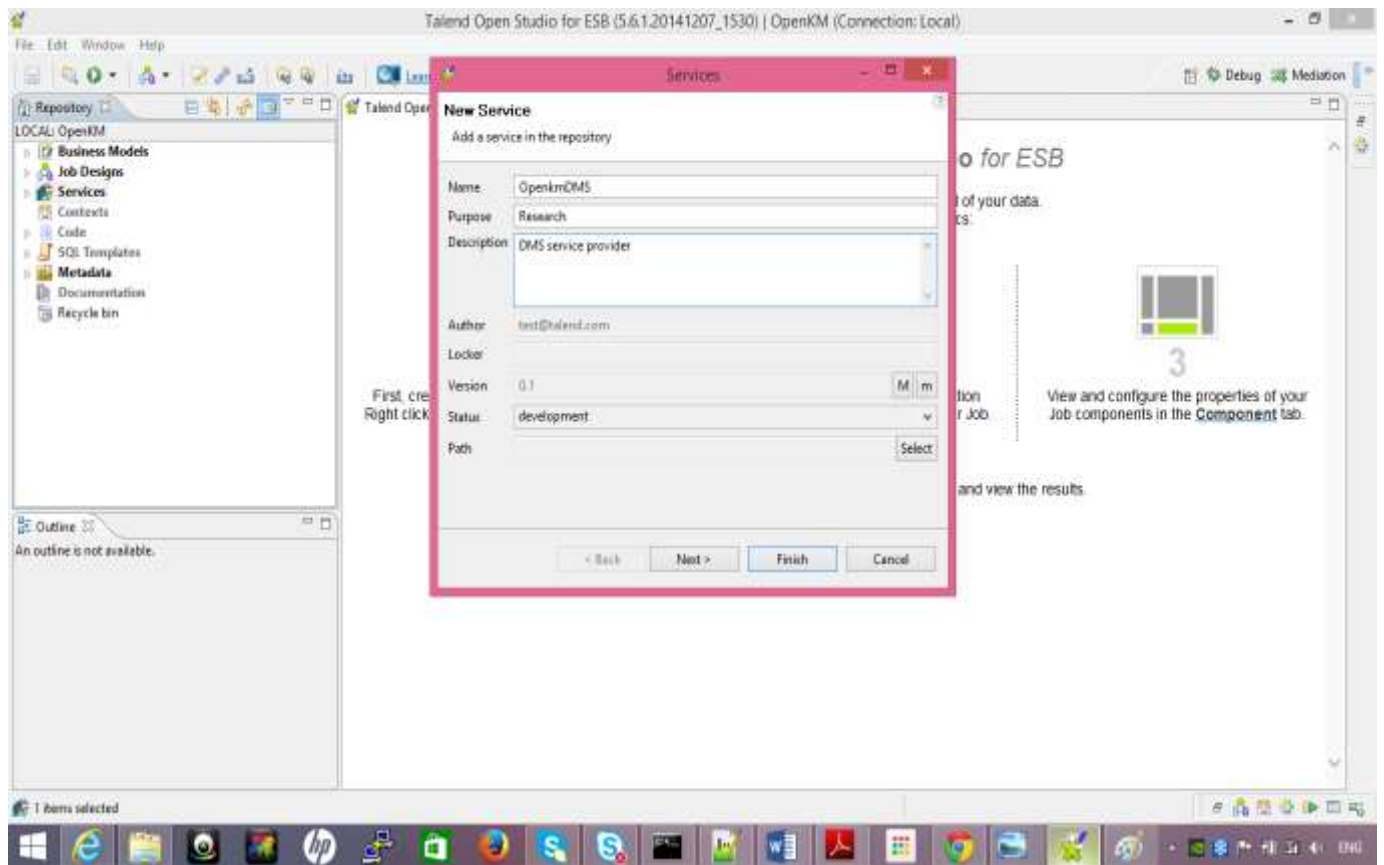 Talend Open Studio for ESB (5.6.1.20141207_1530) | OpenKM (Connection: Local)
File Edit Window Help
Debug Mediation
Repository
Talend Open
LOCAL: OpenKM
Business Models
Job Designs
Services
Contexts
Code
SQL Templates
Metadata
Documentation
Recycle bin
Services
New Service
Add a service in the repository
Name OpenkmDMS
Purpose Research
Description DMS service provider
Author test@talend.com
Locker
Version 0.1 M m
Status development
Path Select
< Back Next > Finish Cancel
o for ESB
of your data.
cs:
First, cre
Right click
tion
r Job.
3
View and configure the properties of your
Job components in the Component tab.
and view the results.
Outline
An outline is not available.
1 items selected
hp
ENG